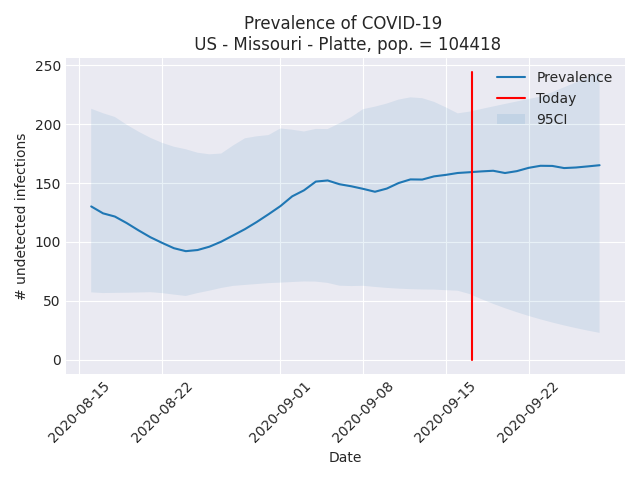 Prevalence of COVID-19
US - Missouri - Platte, pop. = 104418
Prevalence
Today
95CI
# undetected infections
250
200
150
100
50
0
2020-08-15
2020-08-22
2020-09-01
2020-09-08
2020-09-15
2020-09-22
Date